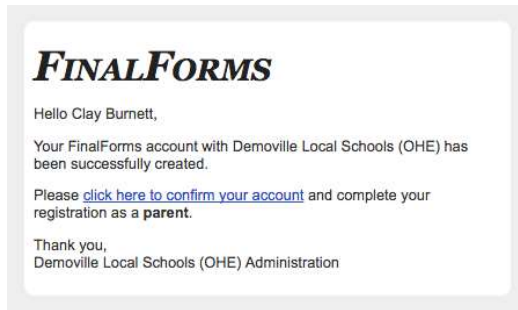 FINALFORMS
Hello Clay Burnett,
Your FinalForms account with Demoville Local Schools (OHE) has
been successfully created.
Please click here to confirm your account and complete your
registration as a parent.
Thank you,
Demoville Local Schools (OHE) Administration